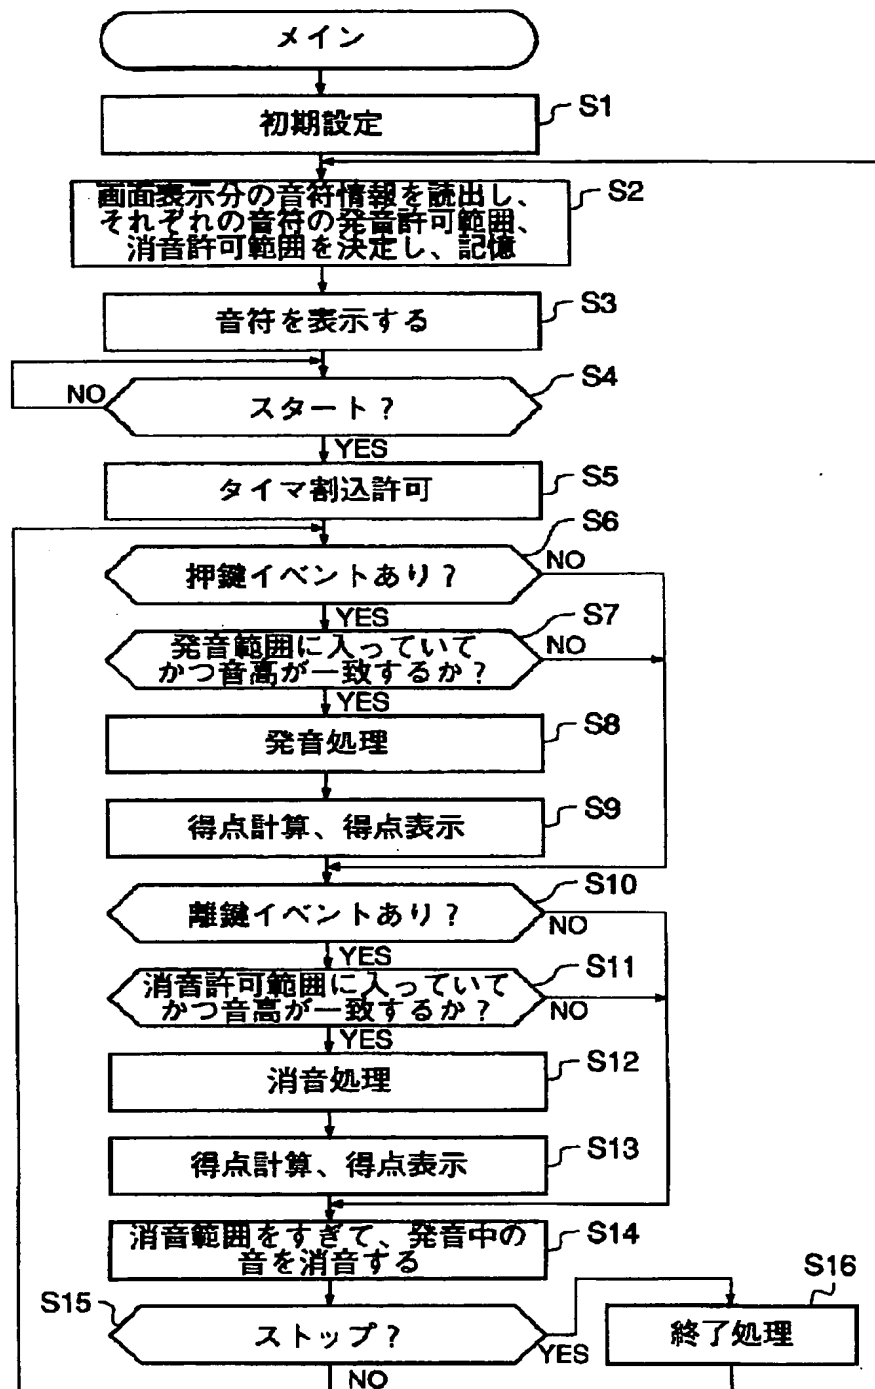 メイン
初期設定
S1
画面表示分の音符情報を読出し、
それぞれの音符の発音許可範囲、
消音許可範囲を決定し、記憶
S2
音符を表示する
S3
スタート？
S4
NO
YES
タイマ割込許可
S5
押鍵イベントあり？
S6
NO
YES
発音範囲に入っていて
かつ音高が一致するか？
S7
NO
YES
発音処理
S8
得点計算、得点表示
S9
離鍵イベントあり？
S10
NO
YES
消音許可範囲に入っていて
かつ音高が一致するか？
S11
NO
YES
消音処理
S12
得点計算、得点表示
S13
消音範囲をすぎて、発音中の
音を消音する
S14
S15
ストップ？
YES
NO
S16
終了処理